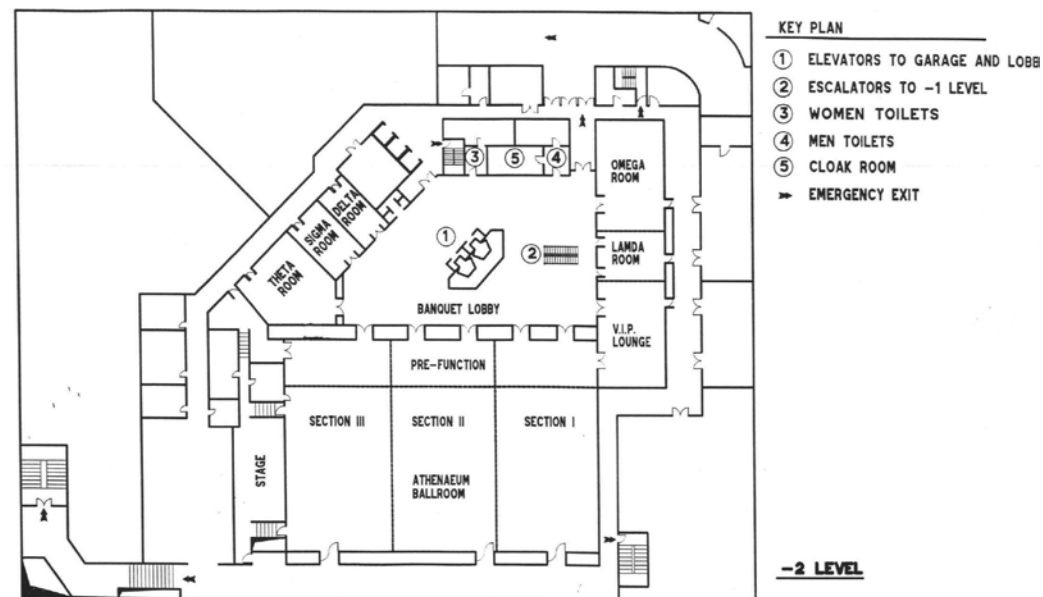 KEY PLAN
1 ELEVATORS TO GARAGE AND LOBB
2 ESCALATORS TO -1 LEVEL
3 WOMEN TOILETS
4 MEN TOILETS
5 CLOAK ROOM
EMERGENCY EXIT
3
5
4
OMEGA
ROOM
DELTA
ROOM
SIGMA
ROOM
THETA
ROOM
1
2
LAMDA
ROOM
BANQUET LOBBY
V.I.P.
LOUNGE
PRE-FUNCTION
SECTION III
SECTION II
SECTION I
STAGE
ATHENAEUM
BALLROOM
-2 LEVEL